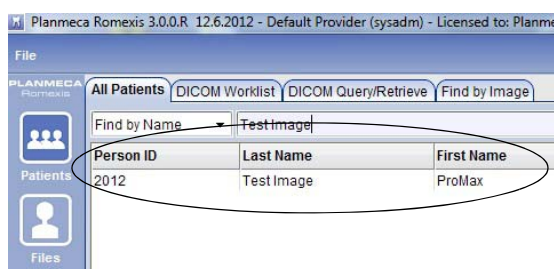 Planmeca Romexis 3.0.0.R 12.6.2012 - Default Provider (sysadm) - Licensed to: Planme
File
PLANMECA
Romexis
All Patients DICOM Worklist DICOM Query/Retrieve Find by Image
Find by Name Test Image
Person ID Last Name First Name
Patients
2012 Test Image ProMax
Files